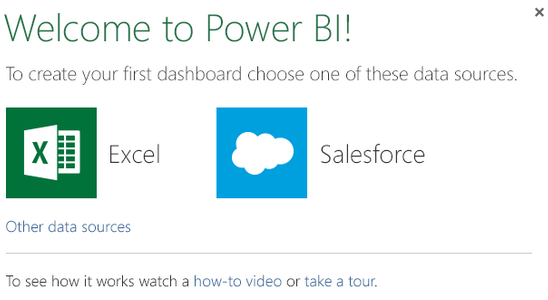 Welcome to Power BI!
To create your first dashboard choose one of these data sources.
X Excel Salesforce
Other data sources
To see how it works watch a how-to video or take a tour.